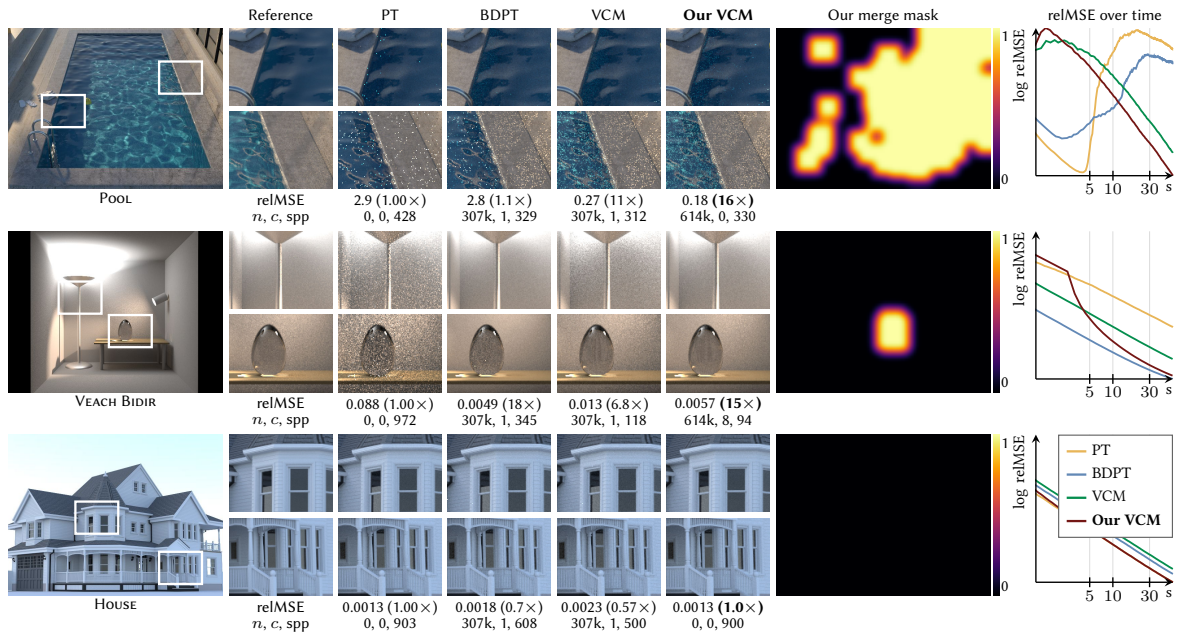 Reference PT BDPT VCM Our VCM Our merge mask relMSE over time
1
0
log relMSE
5 10 30 s
POOL
relMSE 2.9 (1.00×) 2.8 (1.1×) 0.27 (11×) 0.18 (16×)
n, c, spp 0, 0, 428 307k, 1, 329 307k, 1, 312 614k, 0, 330
1
0
log relMSE
5 10 30 s
VEACH BIDIR
relMSE 0.088 (1.00×) 0.0049 (18×) 0.013 (6.8×) 0.0057 (15×)
n, c, spp 0, 0, 972 307k, 1, 345 307k, 1, 118 614k, 8, 94
1
0
log relMSE
PT
BDPT
VCM
Our VCM
5 10 30 s
HOUSE
relMSE 0.0013 (1.00×) 0.0018 (0.7×) 0.0023 (0.57×) 0.0013 (1.0×)
n, c, spp 0, 0, 903 307k, 1, 608 307k, 1, 500 0, 0, 900